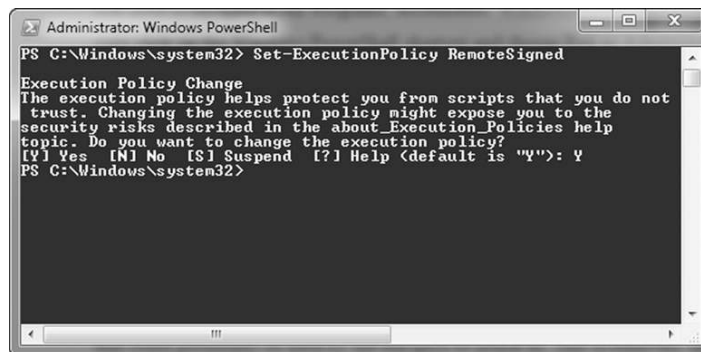 Administrator: Windows PowerShell
PS C:\Windows\system32> Set-ExecutionPolicy RemoteSigned
Execution Policy Change
The execution policy helps protect you from scripts that you do not
trust. Changing the execution policy might expose you to the
security risks described in the about_Execution_Policies help
topic. Do you want to change the execution policy?
[Y] Yes  [N] No  [S] Suspend  [?] Help (default is "Y"): Y
PS C:\Windows\system32>